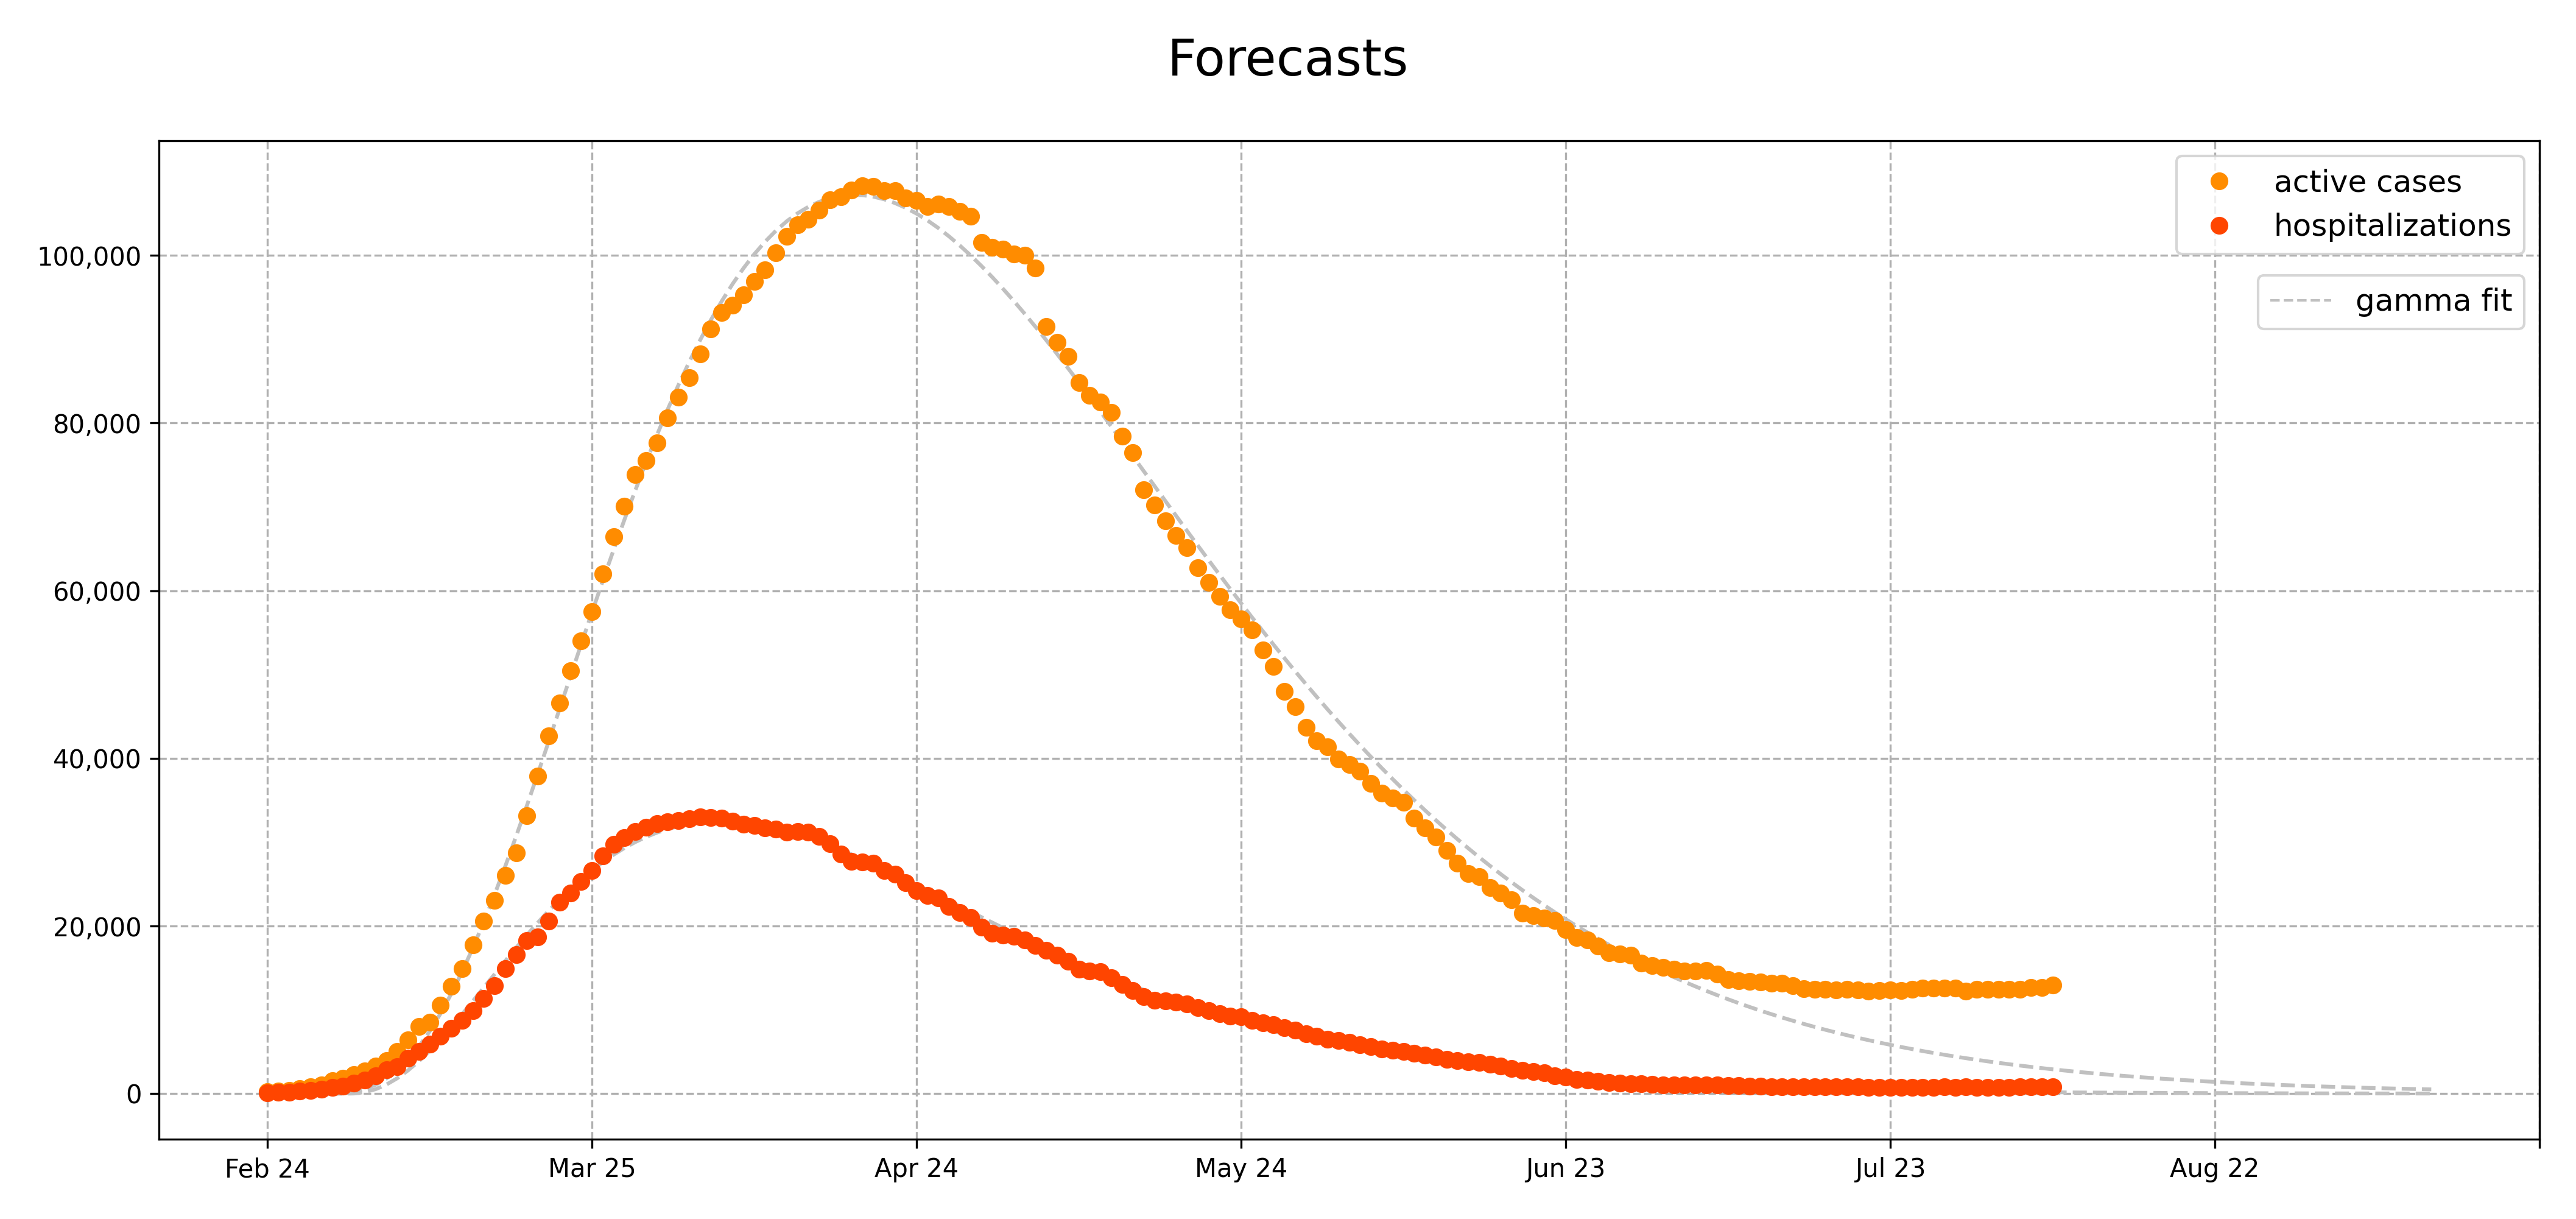 Forecasts
active cases
hospitalizations
gamma fit
100,000
80,000
60,000
40,000
20,000
0
Feb 24
Mar 25
Apr 24
May 24
Jun 23
Jul 23
Aug 22